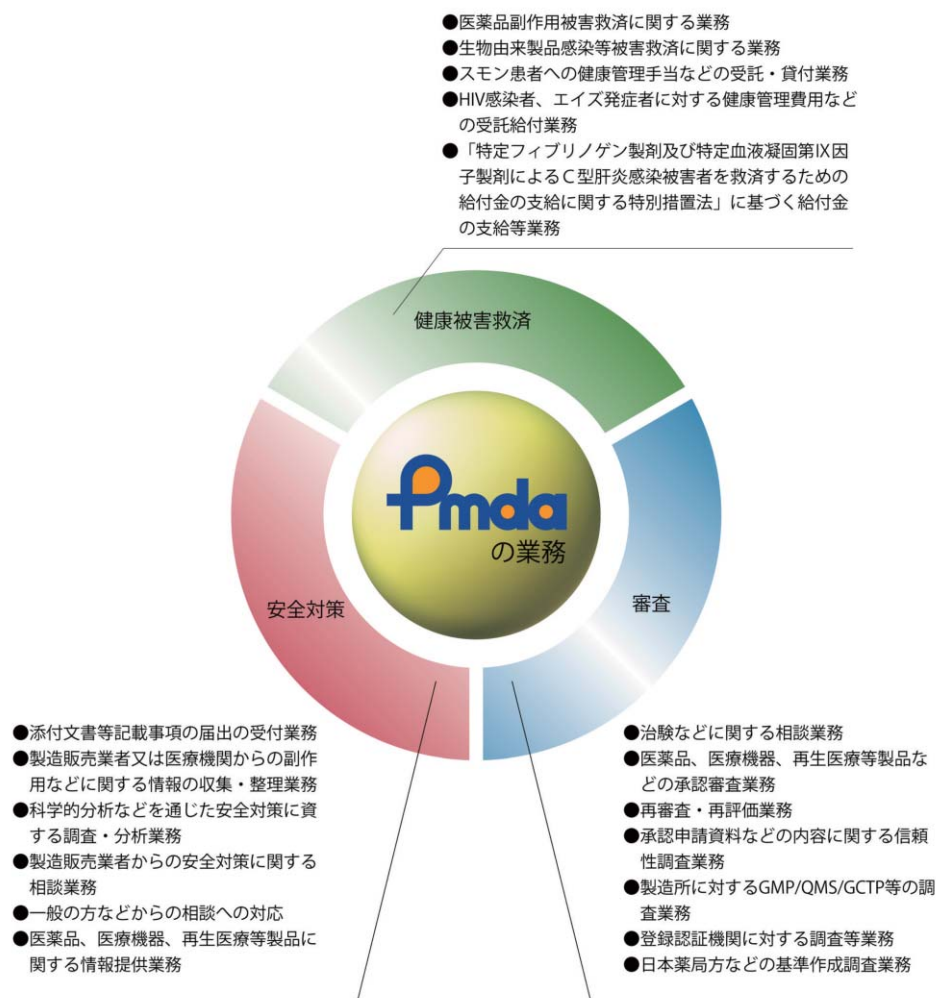 ●医薬品副作用被害救済に関する業務
●生物由来製品感染等被害救済に関する業務
●スモン患者への健康管理手当などの受託・貸付業務
●HIV感染者、エイズ発症者に対する健康管理費用など
の受託給付業務
●「特定フィブリノゲン製剤及び特定血液凝固第Ⅸ因
子製剤によるC型肝炎感染被害者を救済するための
給付金の支給に関する特別措置法」に基づく給付金
の支給等業務
健康被害救済
Pmda
の業務
安全対策
審査
●添付文書等記載事項の届出の受付業務
●製造販売業者又は医療機関からの副作
用などに関する情報の収集・整理業務
●科学的分析などを通じた安全対策に資
する調査・分析業務
●製造販売業者からの安全対策に関する
相談業務
●一般の方などからの相談への対応
●医薬品、医療機器、再生医療等製品に
関する情報提供業務
●治験などに関する相談業務
●医薬品、医療機器、再生医療等製品な
どの承認審査業務
●再審査・再評価業務
●承認申請資料などの内容に関する信頼
性調査業務
●製造所に対するGMP/QMS/GCTP等の調
査業務
●登録認証機関に対する調査等業務
●日本薬局方などの基準作成調査業務